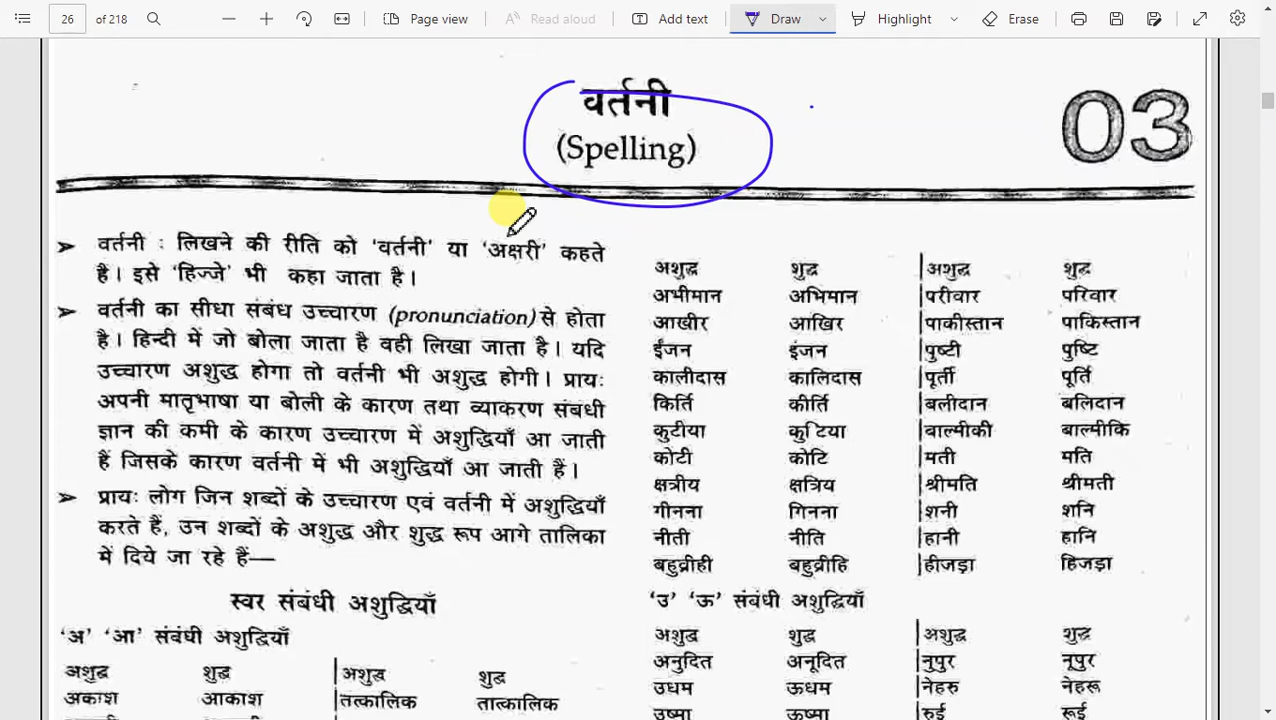 26 of 218 Page view Read aloud Add text Draw Highlight Erase
वर्तनी
(Spelling)
03
➤ वर्तनी : लिखने की रीति को 'वर्तनी' या 'अक्षरी' कहते
हैं। इसे 'हिज्जे' भी कहा जाता है।
➤ वर्तनी का सीधा संबंध उच्चारण (pronunciation) से होता
है। हिन्दी में जो बोला जाता है वही लिखा जाता है। यदि
उच्चारण अशुद्ध होगा तो वर्तनी भी अशुद्ध होगी। प्रायः
अपनी मातृभाषा या बोली के कारण तथा व्याकरण संबंधी
ज्ञान की कमी के कारण उच्चारण में अशुद्धियाँ आ जाती
हैं जिसके कारण वर्तनी में भी अशुद्धियाँ आ जाती हैं।
➤ प्रायः लोग जिन शब्दों के उच्चारण एवं वर्तनी में अशुद्धियाँ
करते हैं, उन शब्दों के अशुद्ध और शुद्ध रूप आगे तालिका
में दिये जा रहे हैं—
स्वर संबंधी अशुद्धियाँ
'अ' 'आ' संबंधी अशुद्धियाँ
अशुद्ध शुद्ध अशुद्ध शुद्ध
अकाश आकाश तत्कालिक तात्कालिक
अशुद्ध शुद्ध अशुद्ध शुद्ध
अभीमान अभिमान परीवार परिवार
आखीर आखिर पाकीस्तान पाकिस्तान
ईंजन इंजन पुष्टी पुष्टि
कालीदास कालिदास पूर्ती पूर्ति
किर्ति कीर्ति बलीदान बलिदान
कुटीया कुटिया वाल्मीकी वाल्मीकि
कोटी कोटि मती मति
क्षत्रीय क्षत्रिय श्रीमति श्रीमती
गीनना गिनना शनी शनि
नीती नीति हानी हानि
बहुव्रीही बहुव्रीहि हीजड़ा हिजड़ा
'उ' 'ऊ' संबंधी अशुद्धियाँ
अशुद्ध शुद्ध अशुद्ध शुद्ध
अनुदित अनूदित नुपुर नूपुर
उधम ऊधम नेहरु नेहरू
उष्मा ऊष्मा रुई रूई